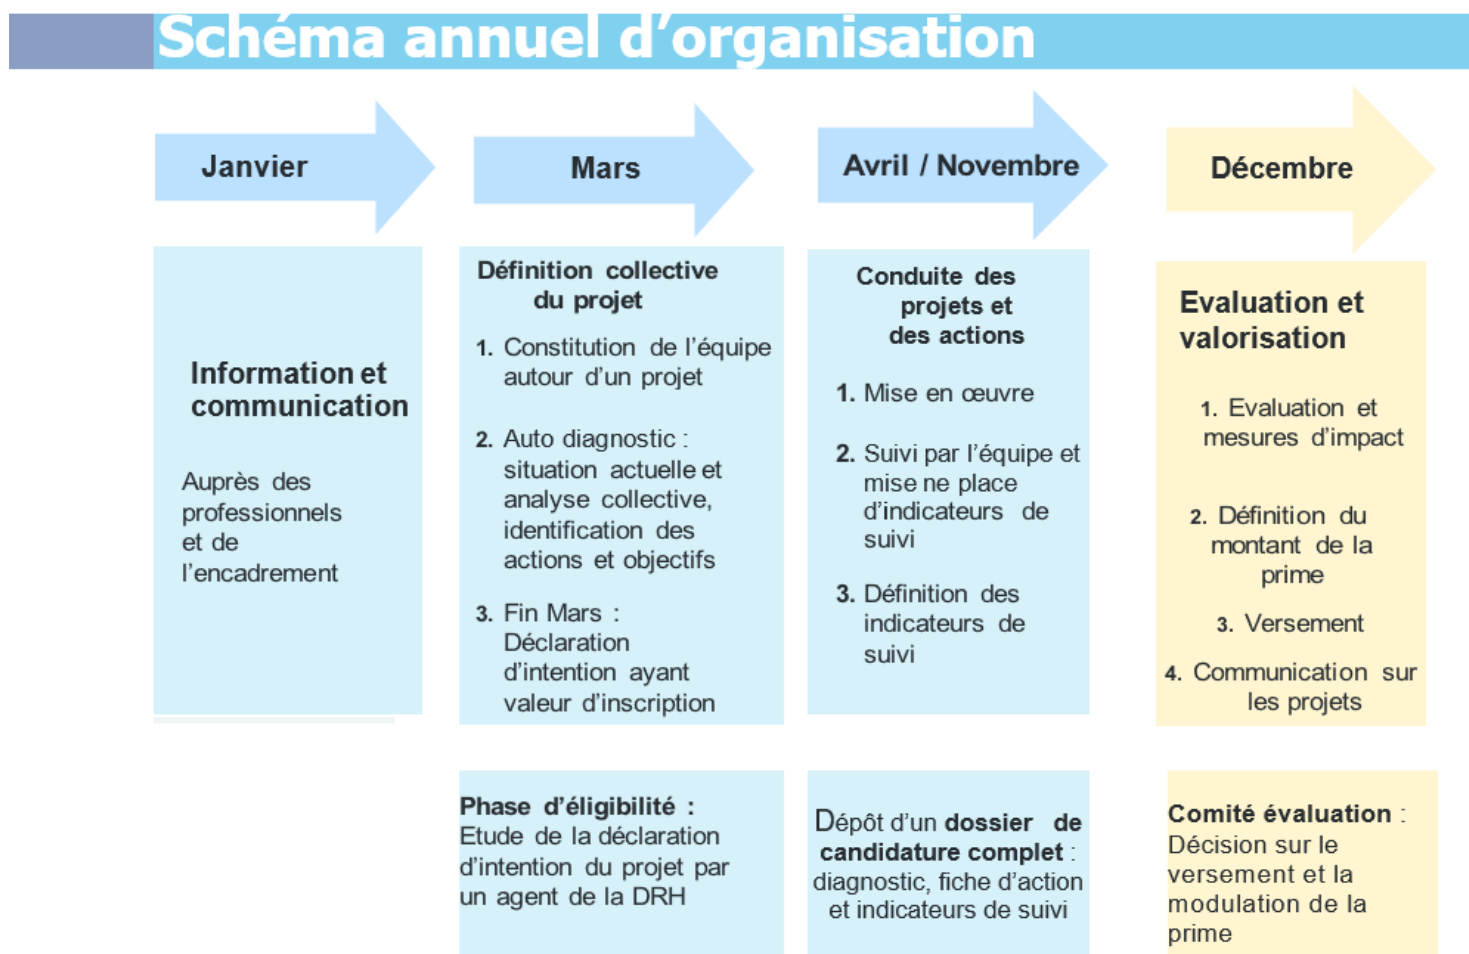 Schéma annuel d’organisation
Janvier
Mars
Avril / Novembre
Décembre
Information et
communication
Auprès des
professionnels
et de
l’encadrement
Définition collective
du projet
1. Constitution de l’équipe
autour d’un projet
2. Auto diagnostic :
situation actuelle et
analyse collective,
identification des
actions et objectifs
3. Fin Mars :
Déclaration
d’intention ayant
valeur d’inscription
Conduite des
projets et
des actions
1. Mise en œuvre
2. Suivi par l’équipe et
mise ne place
d’indicateurs de
suivi
3. Définition des
indicateurs de
suivi
Evaluation et
valorisation
1. Evaluation et
mesures d’impact
2. Définition du
montant de la
prime
3. Versement
4. Communication sur
les projets
Phase d’éligibilité :
Etude de la déclaration
d’intention du projet par
un agent de la DRH
Dépôt d’un dossier de
candidature complet :
diagnostic, fiche d’action
et indicateurs de suivi
Comité évaluation :
Décision sur le
versement et la
modulation de la
prime